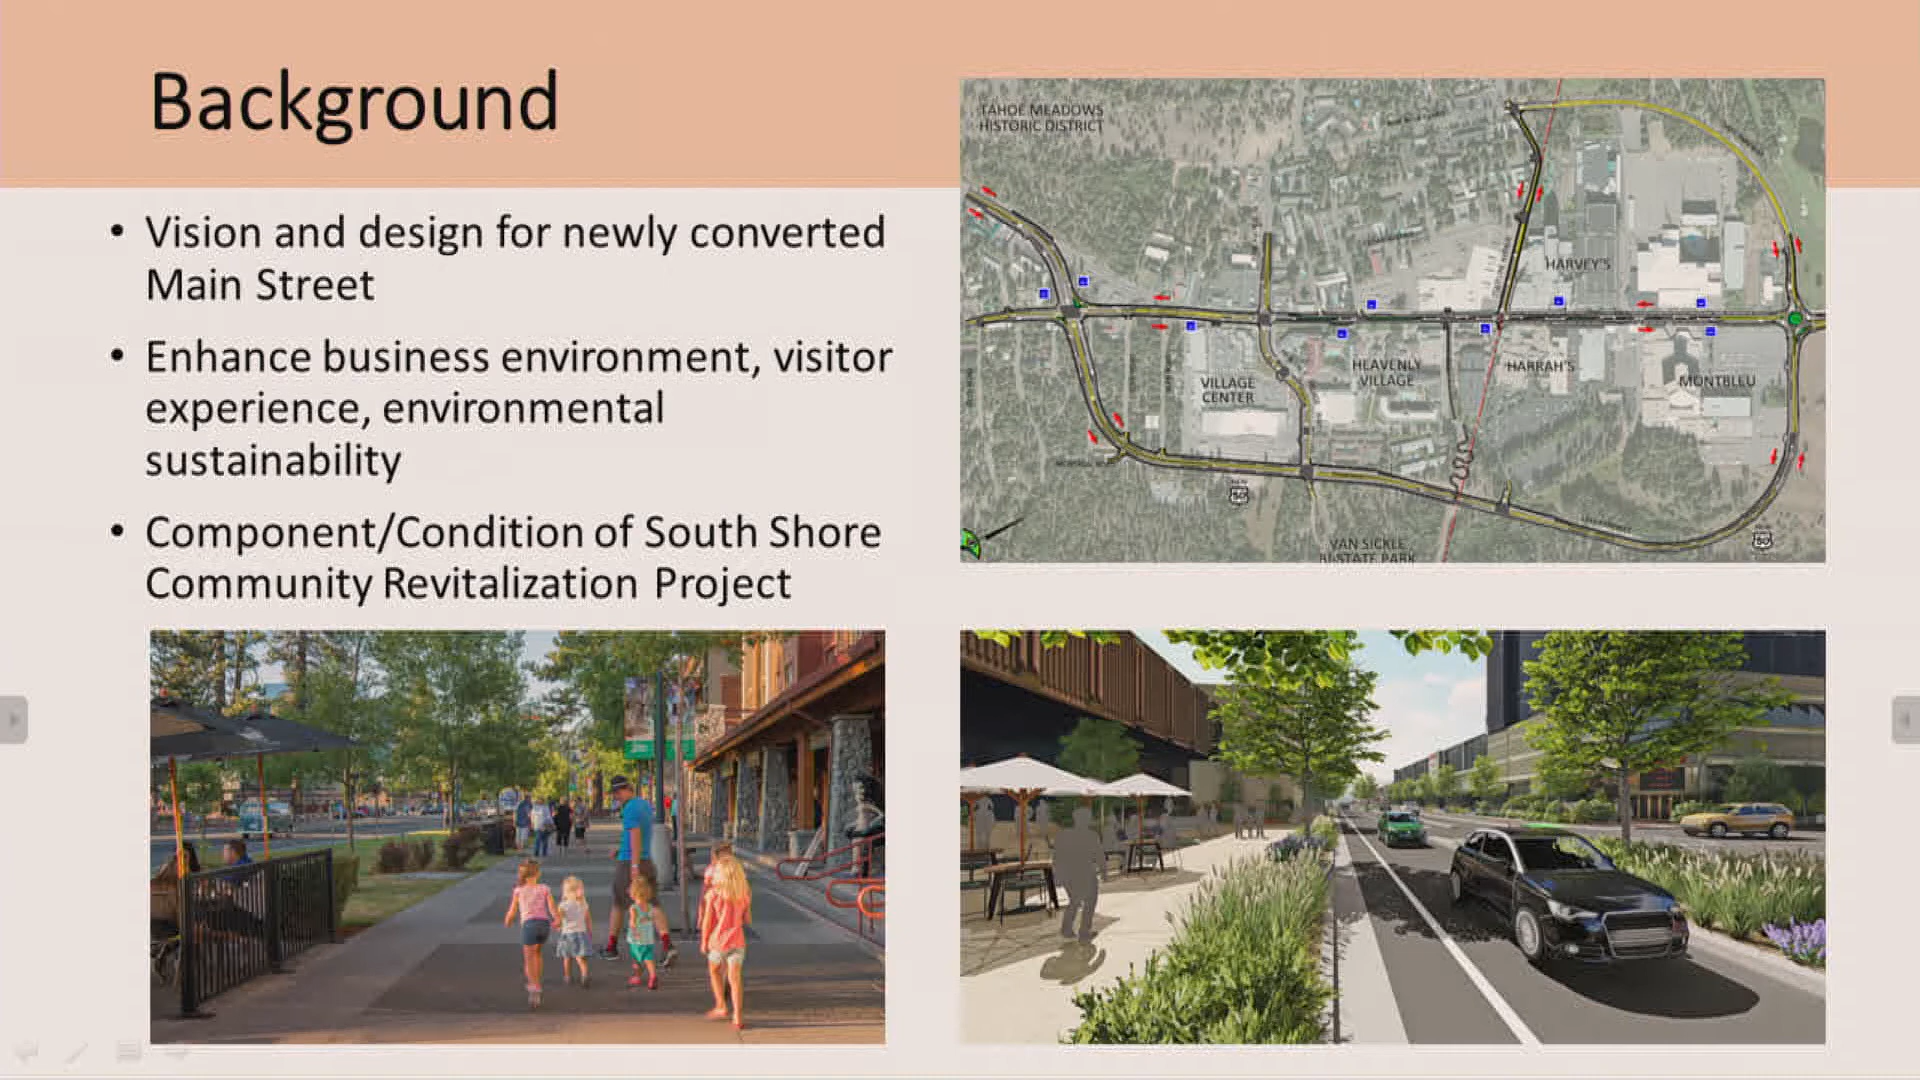 Background
• Vision and design for newly converted
Main Street
• Enhance business environment, visitor
experience, environmental
sustainability
• Component/Condition of South Shore
Community Revitalization Project
TAHOE MEADOWS
HISTORIC DISTRICT
HARVEY'S
HEAVENLY
VILLAGE
HARRAH'S
MONTBLEU
VILLAGE
CENTER
50
VAN SICKLE
BI-STATE PARK
50